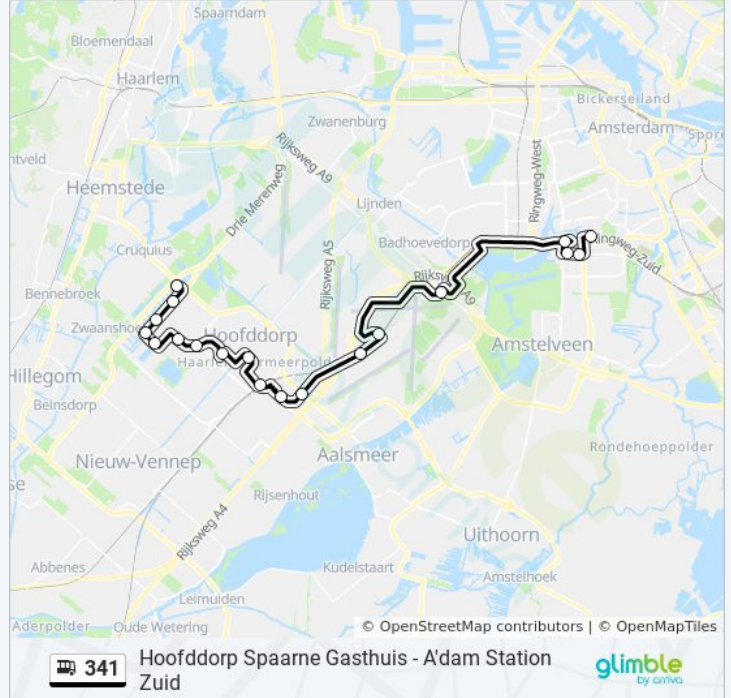 Spaarndam
Bloemendaal
Haarlem
Bickerseiland
Zwanenburg
Amsterdam
Spore
ntveld
Rijksweg A9
Ringweg-West
Heemstede
Drie Merenweg
Lijnden
Cruquius
Badhoevedorp
Ringweg-Zuid
Rijksweg A5
Rijksweg A9
Bennebroek
Zwaanshoe
Hoofddorp
Amstelveen
Hillegom
Beinsdorp
Rondehoeppolder
Aalsmeer
Nieuw-Vennep
se
Rijsenhout
Rijksweg A4
Uithoorn
Abbenes
Kudelstaart
Amstelhoek
Leimuiden
Aderpolder
Oude Wetering
© OpenStreetMap contributors | © OpenMapTiles
341
Hoofddorp Spaarne Gasthuis - A'dam Station
Zuid
glimble
by arriva